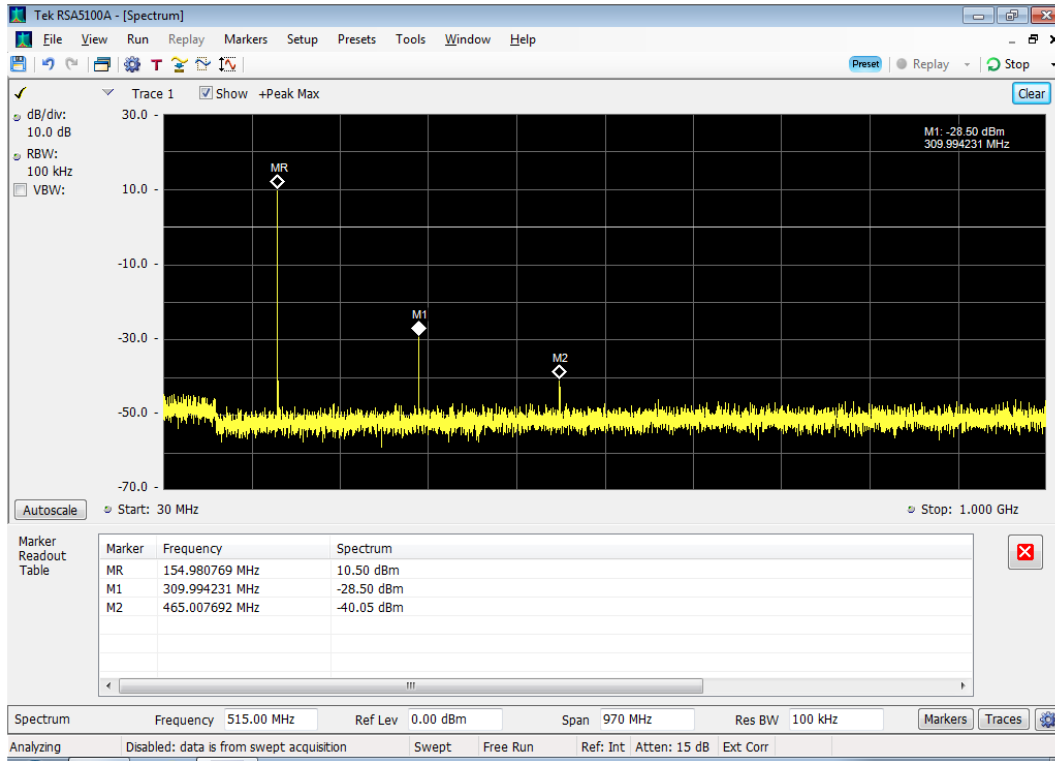 Tek RSA5100A - [Spectrum]
File View Run Replay Markers Setup Presets Tools Window Help
T Preset Replay Stop
Trace 1 Show +Peak Max Clear
dB/div:
10.0 dB
RBW:
100 kHz
VBW:
30.0
10.0
-10.0
-30.0
-50.0
-70.0
M1: -28.50 dBm
309.994231 MHz
MR
M1
M2
Autoscale Start: 30 MHz Stop: 1.000 GHz
Marker
Readout
Table
Marker Frequency Spectrum
MR 154.980769 MHz 10.50 dBm
M1 309.994231 MHz -28.50 dBm
M2 465.007692 MHz -40.05 dBm
Spectrum Frequency 515.00 MHz Ref Lev 0.00 dBm Span 970 MHz Res BW 100 kHz Markers Traces
Analyzing Disabled: data is from swept acquisition Swept Free Run Ref: Int Atten: 15 dB Ext Corr